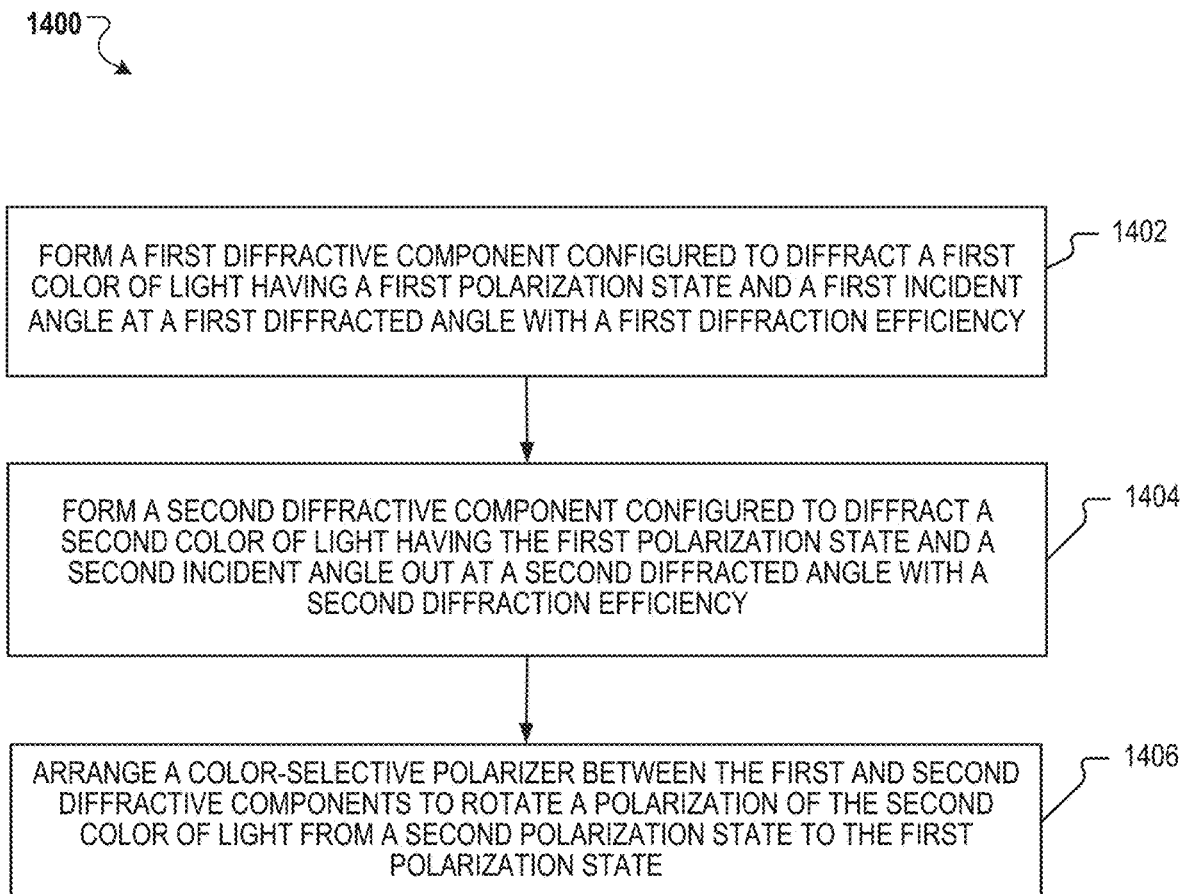 1400
FORM A FIRST DIFFRACTIVE COMPONENT CONFIGURED TO DIFFRACT A FIRST
COLOR OF LIGHT HAVING A FIRST POLARIZATION STATE AND A FIRST INCIDENT
ANGLE AT A FIRST DIFFRACTED ANGLE WITH A FIRST DIFFRACTION EFFICIENCY
1402
FORM A SECOND DIFFRACTIVE COMPONENT CONFIGURED TO DIFFRACT A
SECOND COLOR OF LIGHT HAVING THE FIRST POLARIZATION STATE AND A
SECOND INCIDENT ANGLE OUT AT A SECOND DIFFRACTED ANGLE WITH A
SECOND DIFFRACTION EFFICIENCY
1404
ARRANGE A COLOR-SELECTIVE POLARIZER BETWEEN THE FIRST AND SECOND
DIFFRACTIVE COMPONENTS TO ROTATE A POLARIZATION OF THE SECOND
COLOR OF LIGHT FROM A SECOND POLARIZATION STATE TO THE FIRST
POLARIZATION STATE
1406